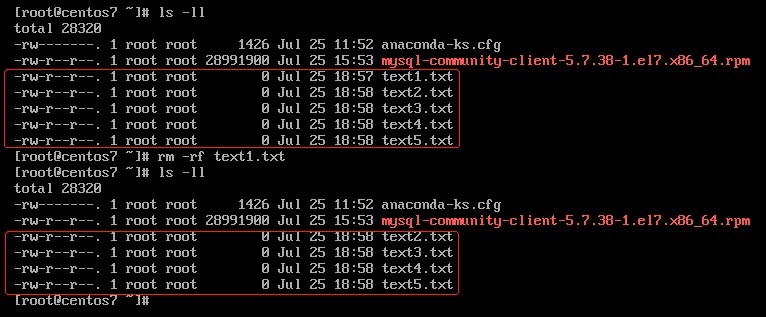 [root@centos7 ~]# ls -ll
total 28320
-rw-------. 1 root root     1426 Jul 25 11:52 anaconda-ks.cfg
-rw-r--r--. 1 root root 28991900 Jul 25 15:53 mysql-community-client-5.7.38-1.el7.x86_64.rpm
-rw-r--r--. 1 root root        0 Jul 25 18:57 text1.txt
-rw-r--r--. 1 root root        0 Jul 25 18:58 text2.txt
-rw-r--r--. 1 root root        0 Jul 25 18:58 text3.txt
-rw-r--r--. 1 root root        0 Jul 25 18:58 text4.txt
-rw-r--r--. 1 root root        0 Jul 25 18:58 text5.txt
[root@centos7 ~]# rm -rf text1.txt
[root@centos7 ~]# ls -ll
total 28320
-rw-------. 1 root root     1426 Jul 25 11:52 anaconda-ks.cfg
-rw-r--r--. 1 root root 28991900 Jul 25 15:53 mysql-community-client-5.7.38-1.el7.x86_64.rpm
-rw-r--r--. 1 root root        0 Jul 25 18:58 text2.txt
-rw-r--r--. 1 root root        0 Jul 25 18:58 text3.txt
-rw-r--r--. 1 root root        0 Jul 25 18:58 text4.txt
-rw-r--r--. 1 root root        0 Jul 25 18:58 text5.txt
[root@centos7 ~]#